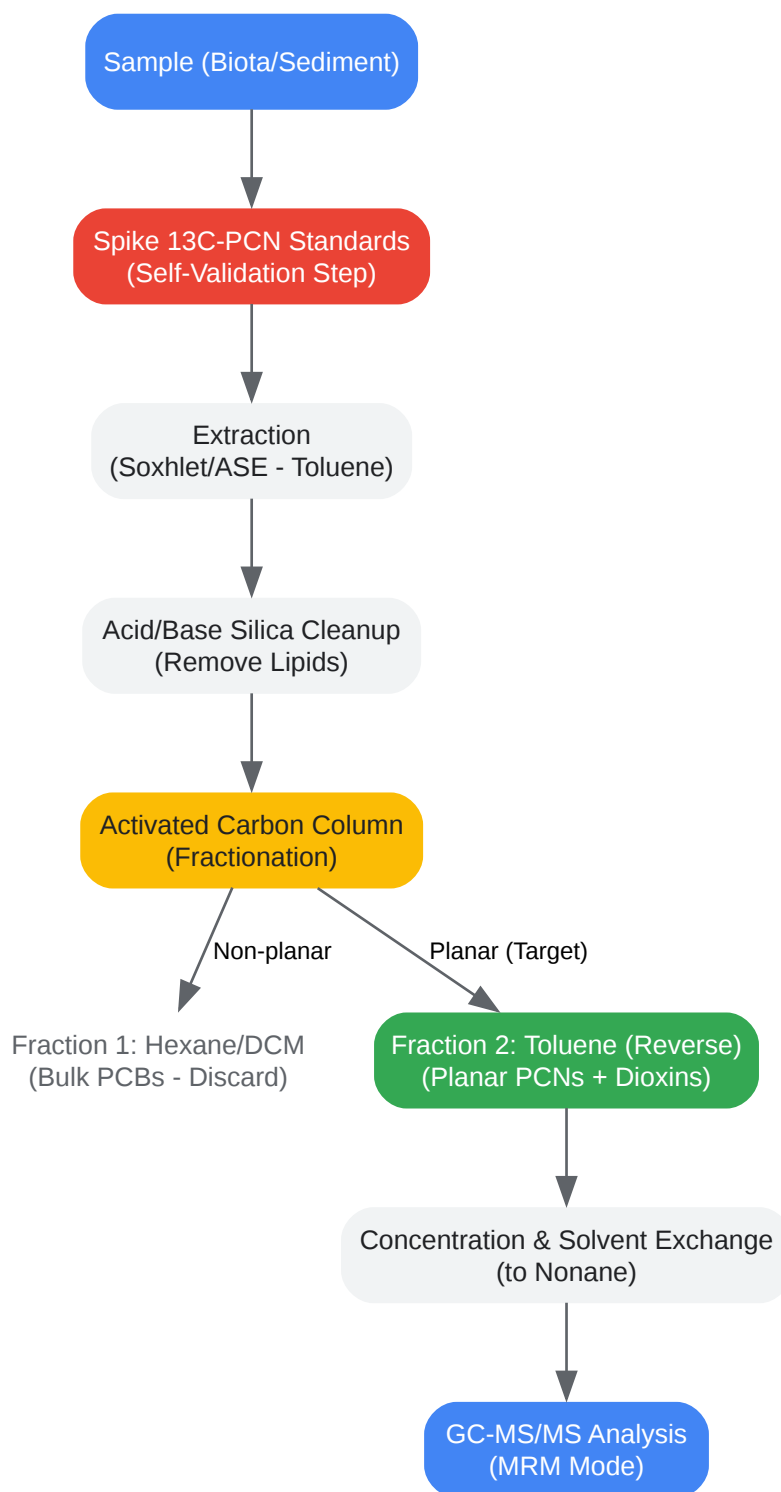 Sample (Biota/Sediment)
Spike 13C-PCN Standards
(Self-Validation Step)
Extraction
(Soxhlet/ASE - Toluene)
Acid/Base Silica Cleanup
(Remove Lipids)
Activated Carbon Column
(Fractionation)
Non-planar
Planar (Target)
Fraction 1: Hexane/DCM
(Bulk PCBs - Discard)
Fraction 2: Toluene (Reverse)
(Planar PCNs + Dioxins)
Concentration & Solvent Exchange
(to Nonane)
GC-MS/MS Analysis
(MRM Mode)